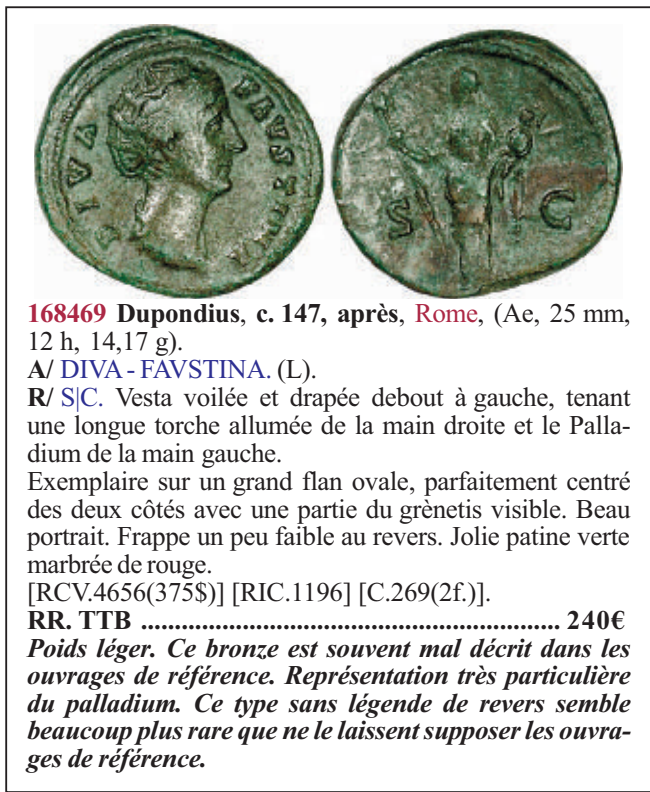 DIVA FAVSTINA
S C
168469 Dupondius, c. 147, après, Rome, (Ae, 25 mm,
12 h, 14,17 g).
A/ DIVA - FAVSTINA. (L).
R/ S|C. Vesta voilée et drapée debout à gauche, tenant
une longue torche allumée de la main droite et le Palla-
dium de la main gauche.
Exemplaire sur un grand flan ovale, parfaitement centré
des deux côtés avec une partie du grènetis visible. Beau
portrait. Frappe un peu faible au revers. Jolie patine verte
marbrée de rouge.
[RCV.4656(375$)] [RIC.1196] [C.269(2f.)].
RR. TTB ................................................................ 240€
Poids léger. Ce bronze est souvent mal décrit dans les
ouvrages de référence. Représentation très particulière
du palladium. Ce type sans légende de revers semble
beaucoup plus rare que ne le laissent supposer les ouvra-
ges de référence.